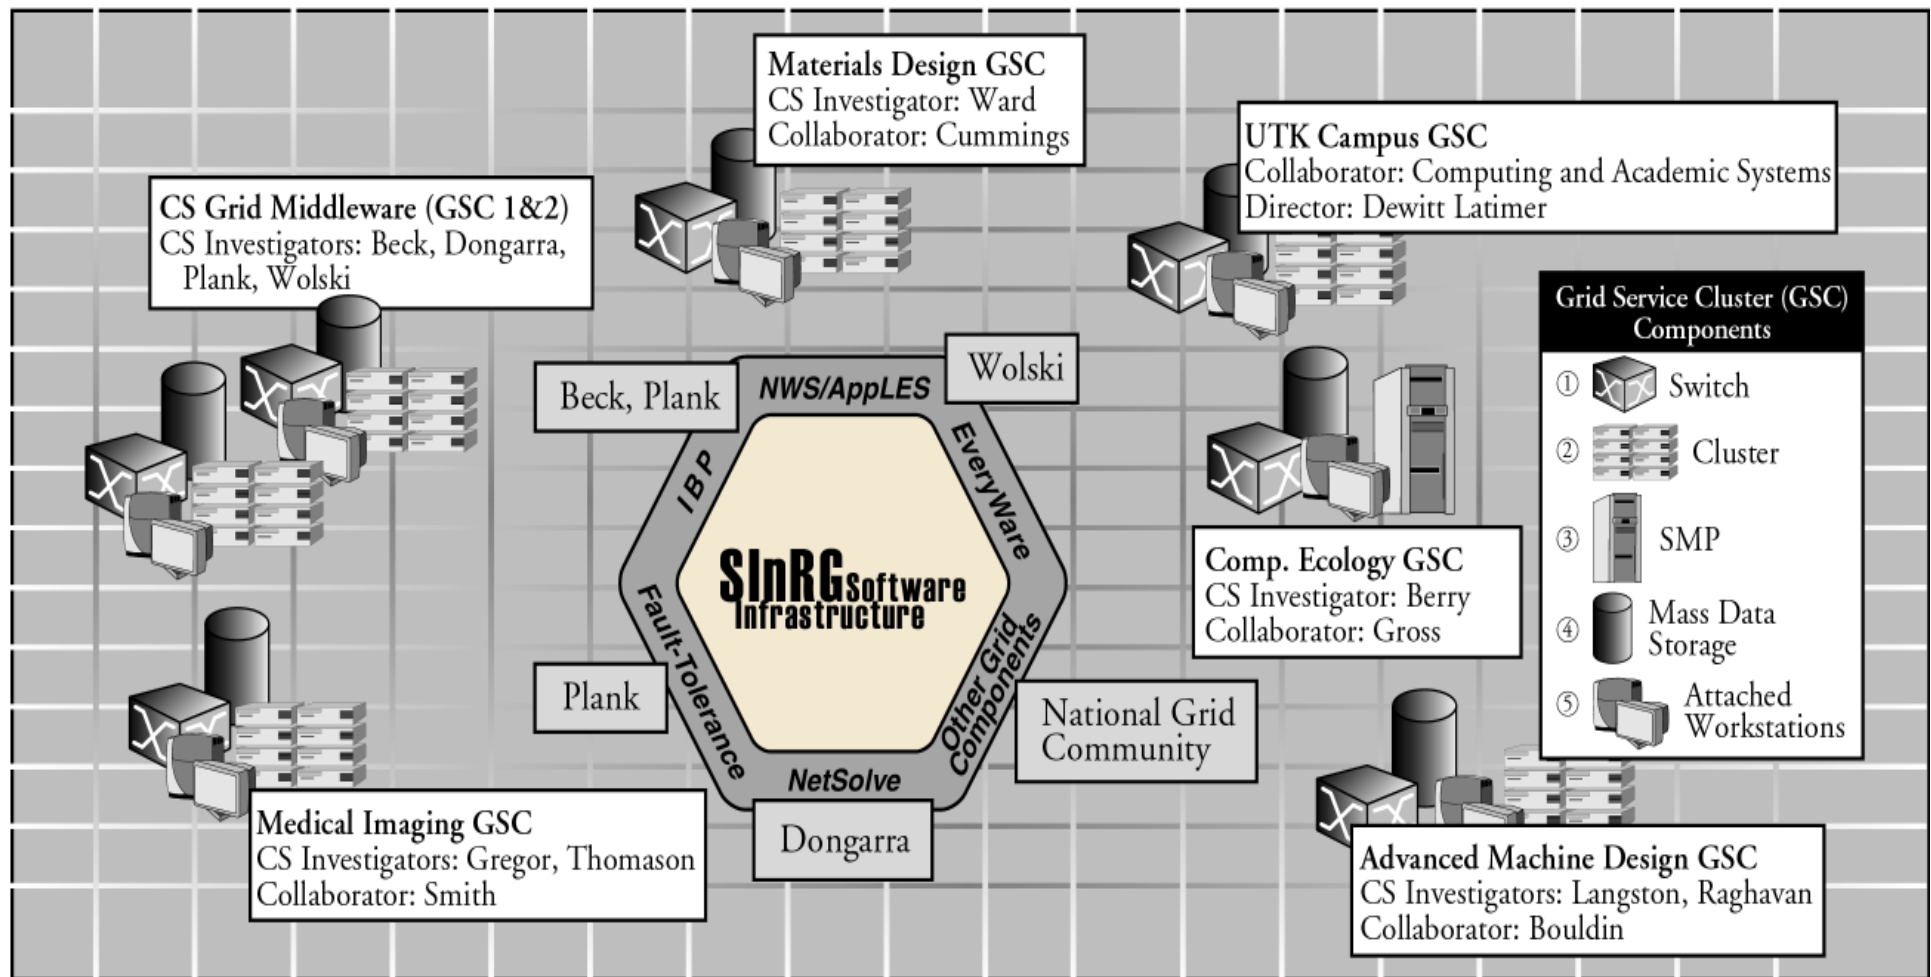 Materials Design GSC
CS Investigator: Ward
Collaborator: Cummings
UTK Campus GSC
Collaborator: Computing and Academic Systems
Director: Dewitt Latimer
CS Grid Middleware (GSC 1&2)
CS Investigators: Beck, Dongarra,
Plank, Wolski
Grid Service Cluster (GSC)
Components
① Switch
② Cluster
③ SMP
④ Mass Data
Storage
⑤ Attached
Workstations
Wolski
Beck, Plank
NWS/AppLES
EveryWare
IBP
SInRG Software
Infrastructure
Fault-Tolerance
Other Grid
Components
Plank
National Grid
Community
NetSolve
Dongarra
Comp. Ecology GSC
CS Investigator: Berry
Collaborator: Gross
Medical Imaging GSC
CS Investigators: Gregor, Thomason
Collaborator: Smith
Advanced Machine Design GSC
CS Investigators: Langston, Raghavan
Collaborator: Bouldin